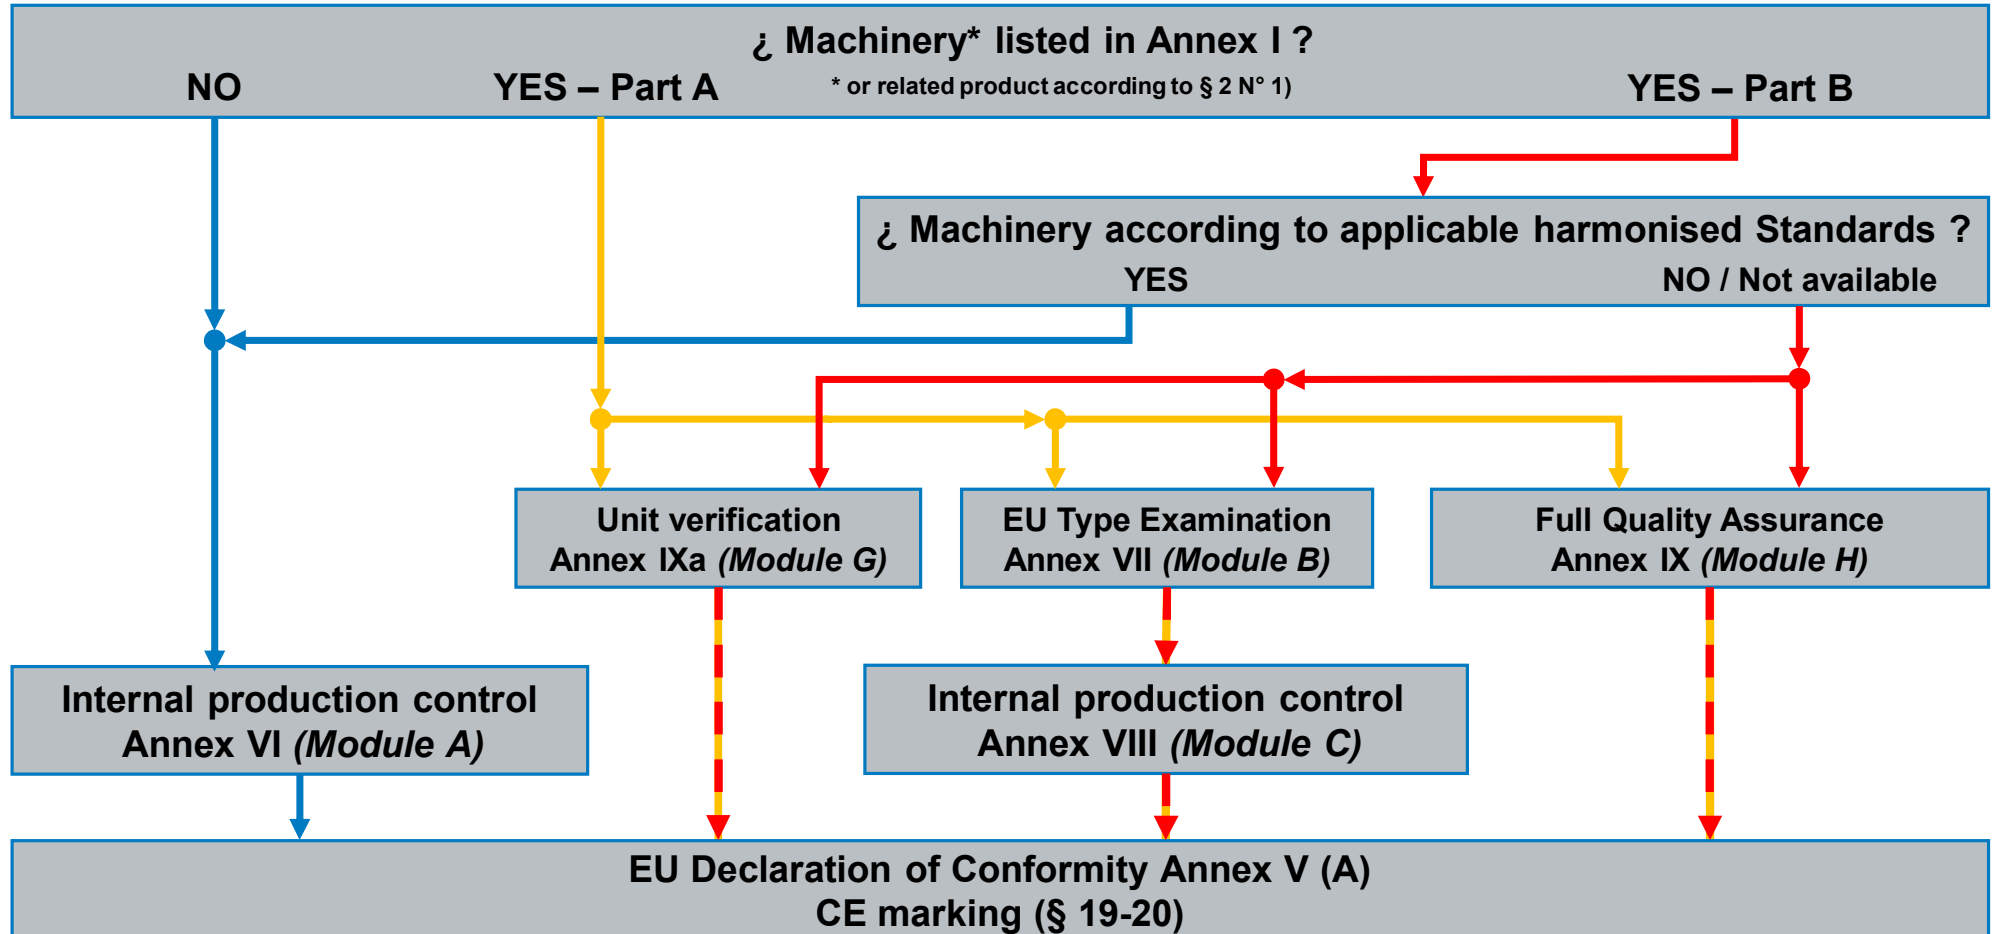 ¿ Machinery* listed in Annex I ?
NO
YES – Part A
* or related product according to § 2 N° 1)
YES – Part B
¿ Machinery according to applicable harmonised Standards ?
YES
NO / Not available
Unit verification
Annex IXa (Module G)
EU Type Examination
Annex VII (Module B)
Full Quality Assurance
Annex IX (Module H)
Internal production control
Annex VI (Module A)
Internal production control
Annex VIII (Module C)
EU Declaration of Conformity Annex V (A)
CE marking (§ 19-20)